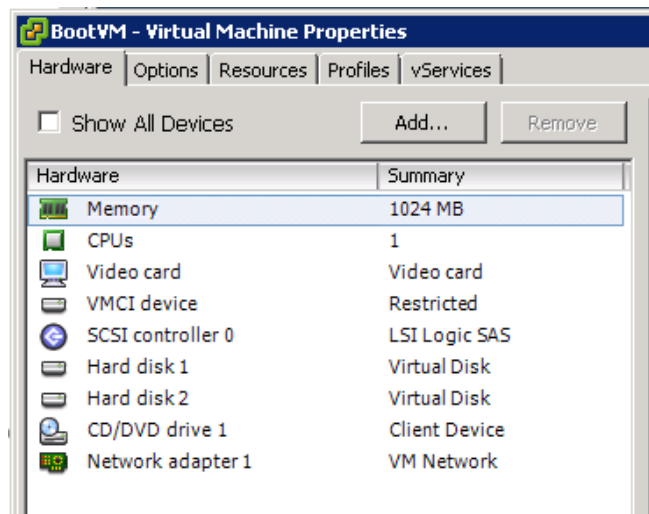 BootVM - Virtual Machine Properties
Hardware Options Resources Profiles vServices
Show All Devices Add... Remove
Hardware Summary
Memory 1024 MB
CPUs 1
Video card Video card
VMCI device Restricted
SCSI controller 0 LSI Logic SAS
Hard disk 1 Virtual Disk
Hard disk 2 Virtual Disk
CD/DVD drive 1 Client Device
Network adapter 1 VM Network